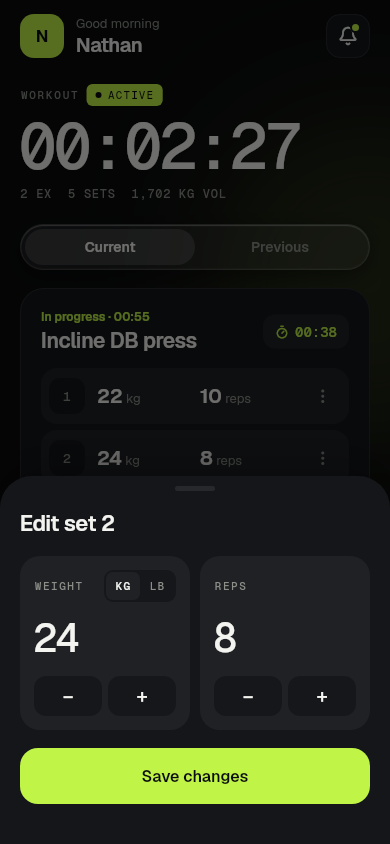 N
Good morning
Nathan
WORKOUT ACTIVE
00:02:27
2 EX 5 SETS 1,702 KG VOL
Current Previous
In progress · 00:55
Incline DB press
00:38
1 22 kg 10 reps
2 24 kg 8 reps
Edit set 2
WEIGHT KG LB
24
− +
REPS
8
− +
Save changes